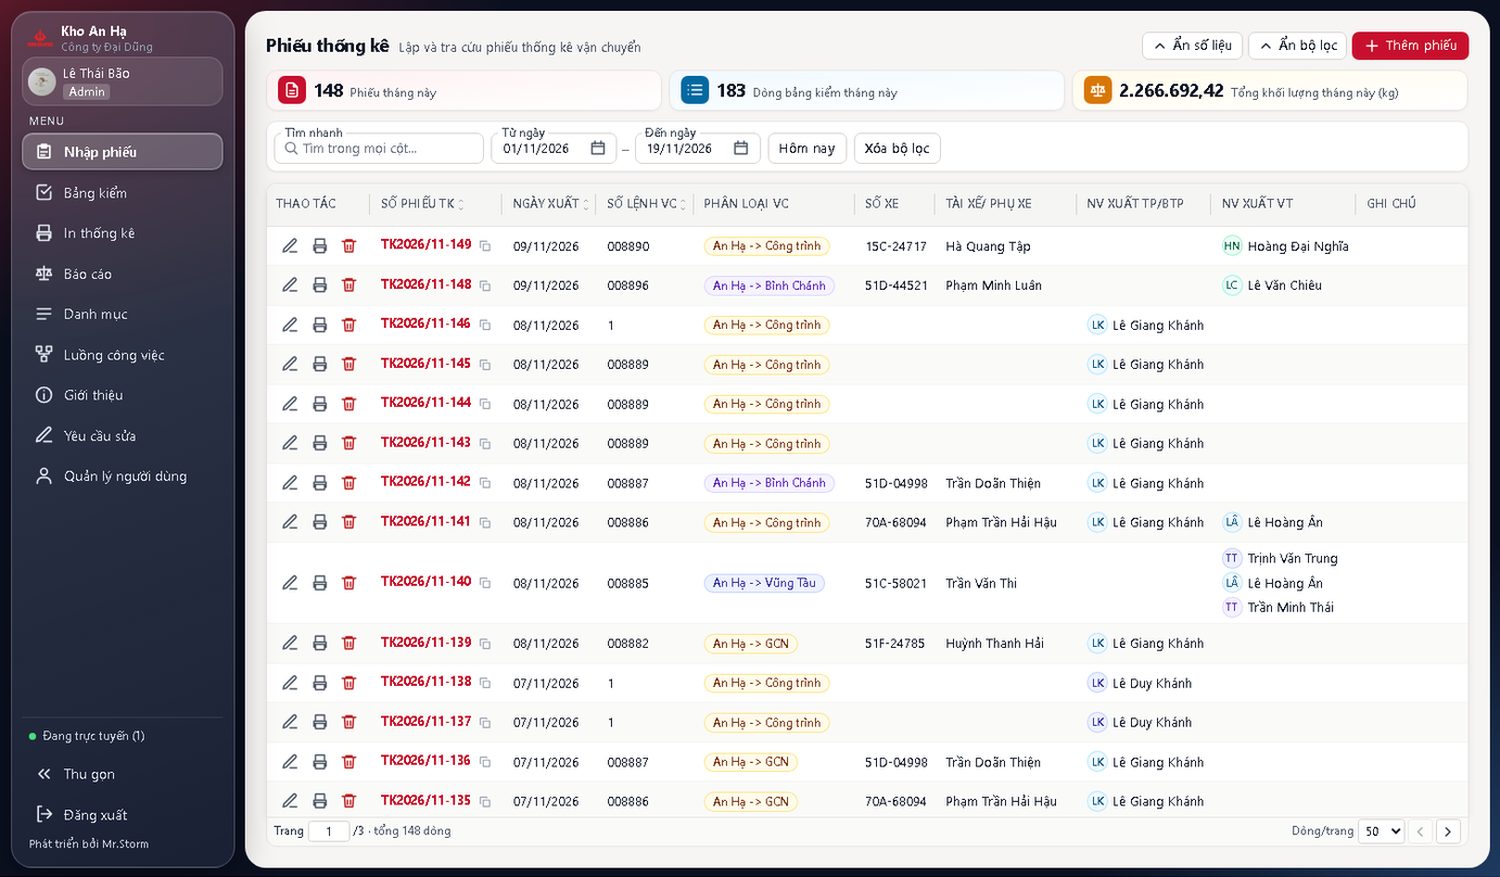 Kho An Hạ
Công ty Đại Dũng
Lê Thái Bão
Admin
MENU
Nhập phiếu
Bảng kiểm
In thống kê
Báo cáo
Danh mục
Luồng công việc
Giới thiệu
Yêu cầu sửa
Quản lý người dùng
Đang trực tuyến (1)
Thu gọn
Đăng xuất
Phát triển bởi Mr.Storm
Phiếu thống kê Lập và tra cứu phiếu thống kê vận chuyển
Ẩn số liệu Ẩn bộ lọc + Thêm phiếu
148 Phiếu tháng này
183 Dòng bảng kiểm tháng này
2.266.692,42 Tổng khối lượng tháng này (kg)
Tìm nhanh Từ ngày Đến ngày
Tìm trong mọi cột... 01/11/2026 – 19/11/2026 Hôm nay Xóa bộ lọc
THAO TÁC SỐ PHIẾU TK NGÀY XUẤT SỐ LỆNH VC PHÂN LOẠI VC SỐ XE TÀI XẾ/ PHỤ XE NV XUẤT TP/BTP NV XUẤT VT GHI CHÚ
TK2026/11-149 09/11/2026 008890 An Hạ -> Công trình 15C-24717 Hà Quang Tập HN Hoàng Đại Nghĩa
TK2026/11-148 09/11/2026 008896 An Hạ -> Bình Chánh 51D-44521 Phạm Minh Luân LC Lê Văn Chiêu
TK2026/11-146 08/11/2026 1 An Hạ -> Công trình LK Lê Giang Khánh
TK2026/11-145 08/11/2026 008889 An Hạ -> Công trình LK Lê Giang Khánh
TK2026/11-144 08/11/2026 008889 An Hạ -> Công trình LK Lê Giang Khánh
TK2026/11-143 08/11/2026 008889 An Hạ -> Công trình LK Lê Giang Khánh
TK2026/11-142 08/11/2026 008887 An Hạ -> Bình Chánh 51D-04998 Trần Doãn Thiện LK Lê Giang Khánh
TK2026/11-141 08/11/2026 008886 An Hạ -> Công trình 70A-68094 Phạm Trần Hải Hậu LK Lê Giang Khánh LÂ Lê Hoàng Ân
TK2026/11-140 08/11/2026 008885 An Hạ -> Vũng Tàu 51C-58021 Trần Văn Thi TT Trịnh Văn Trung
LÂ Lê Hoàng Ân
TT Trần Minh Thái
TK2026/11-139 08/11/2026 008882 An Hạ -> GCN 51F-24785 Huỳnh Thanh Hải LK Lê Giang Khánh
TK2026/11-138 07/11/2026 1 An Hạ -> Công trình LK Lê Duy Khánh
TK2026/11-137 07/11/2026 1 An Hạ -> Công trình LK Lê Duy Khánh
TK2026/11-136 07/11/2026 008887 An Hạ -> GCN 51D-04998 Trần Doãn Thiện LK Lê Giang Khánh
TK2026/11-135 07/11/2026 008886 An Hạ -> GCN 70A-68094 Phạm Trần Hải Hậu LK Lê Giang Khánh
Trang 1 /3 · tổng 148 dòng
Dòng/trang 50